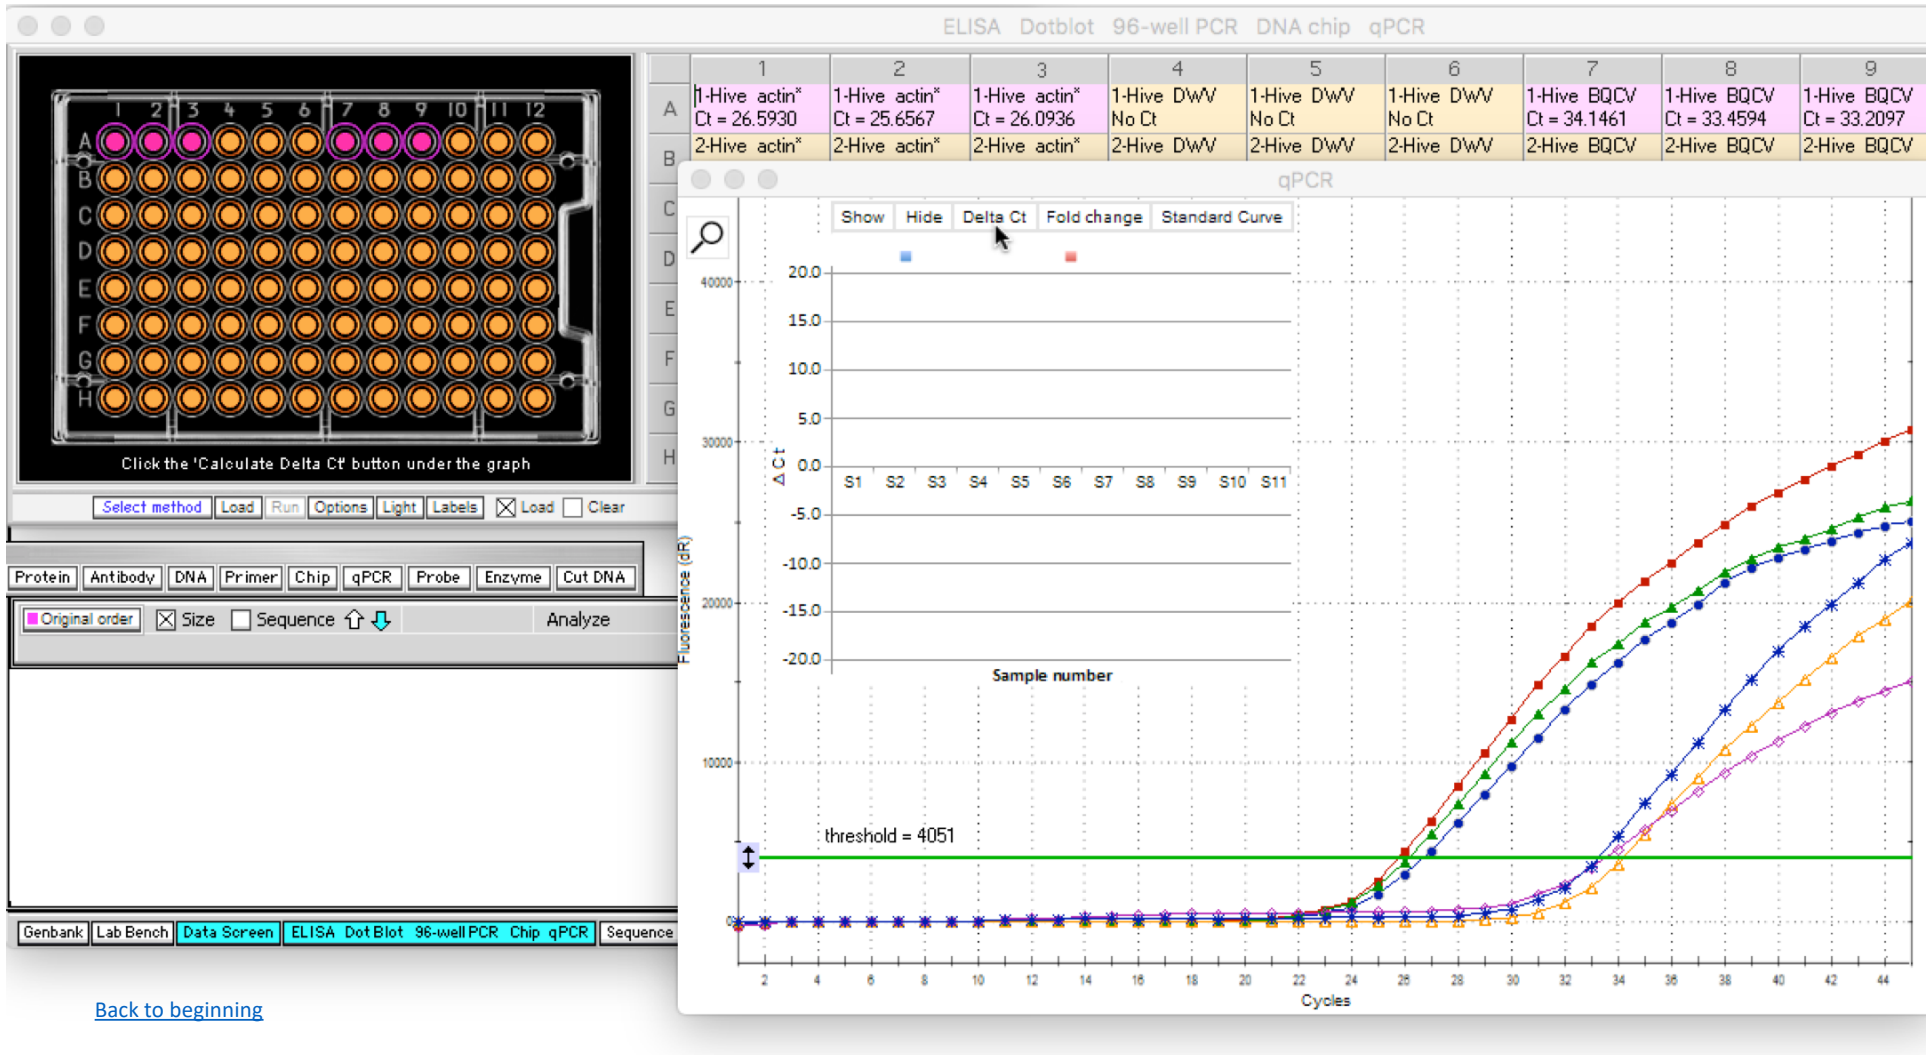 ELISA Dotblot 96-well PCR DNA chip qPCR
1 2 3 4 5 6 7 8 9 10 11 12
A
B
C
D
E
F
G
H
Click the 'Calculate Delta Ct' button under the graph
Select method Load Run Options Light Labels Load Clear
Protein Antibody DNA Primer Chip qPCR Probe Enzyme Cut DNA
Original order Size Sequence Analyze
Genbank Lab Bench Data Screen ELISA DotBlot 96-well PCR Chip qPCR Sequence
Back to beginning
1 2 3 4 5 6 7 8 9
A 1-Hive actin* 1-Hive actin* 1-Hive actin* 1-Hive DWV 1-Hive DWV 1-Hive DWV 1-Hive BQCV 1-Hive BQCV 1-Hive BQCV
Ct = 26.5930 Ct = 25.6567 Ct = 26.0936 No Ct No Ct No Ct Ct = 34.1461 Ct = 33.4594 Ct = 33.2097
B 2-Hive actin* 2-Hive actin* 2-Hive actin* 2-Hive DWV 2-Hive DWV 2-Hive DWV 2-Hive BQCV 2-Hive BQCV 2-Hive BQCV
C
D
E
F
G
H
qPCR
Show Hide Delta Ct Fold change Standard Curve
20.0
15.0
10.0
5.0
0.0
-5.0
-10.0
-15.0
-20.0
Δ Ct
S1 S2 S3 S4 S5 S6 S7 S8 S9 S10 S11
Sample number
40000
30000
20000
10000
0
Fluorescence (dR)
threshold = 4051
2 4 6 8 10 12 14 16 18 20 22 24 26 28 30 32 34 36 38 40 42 44
Cycles